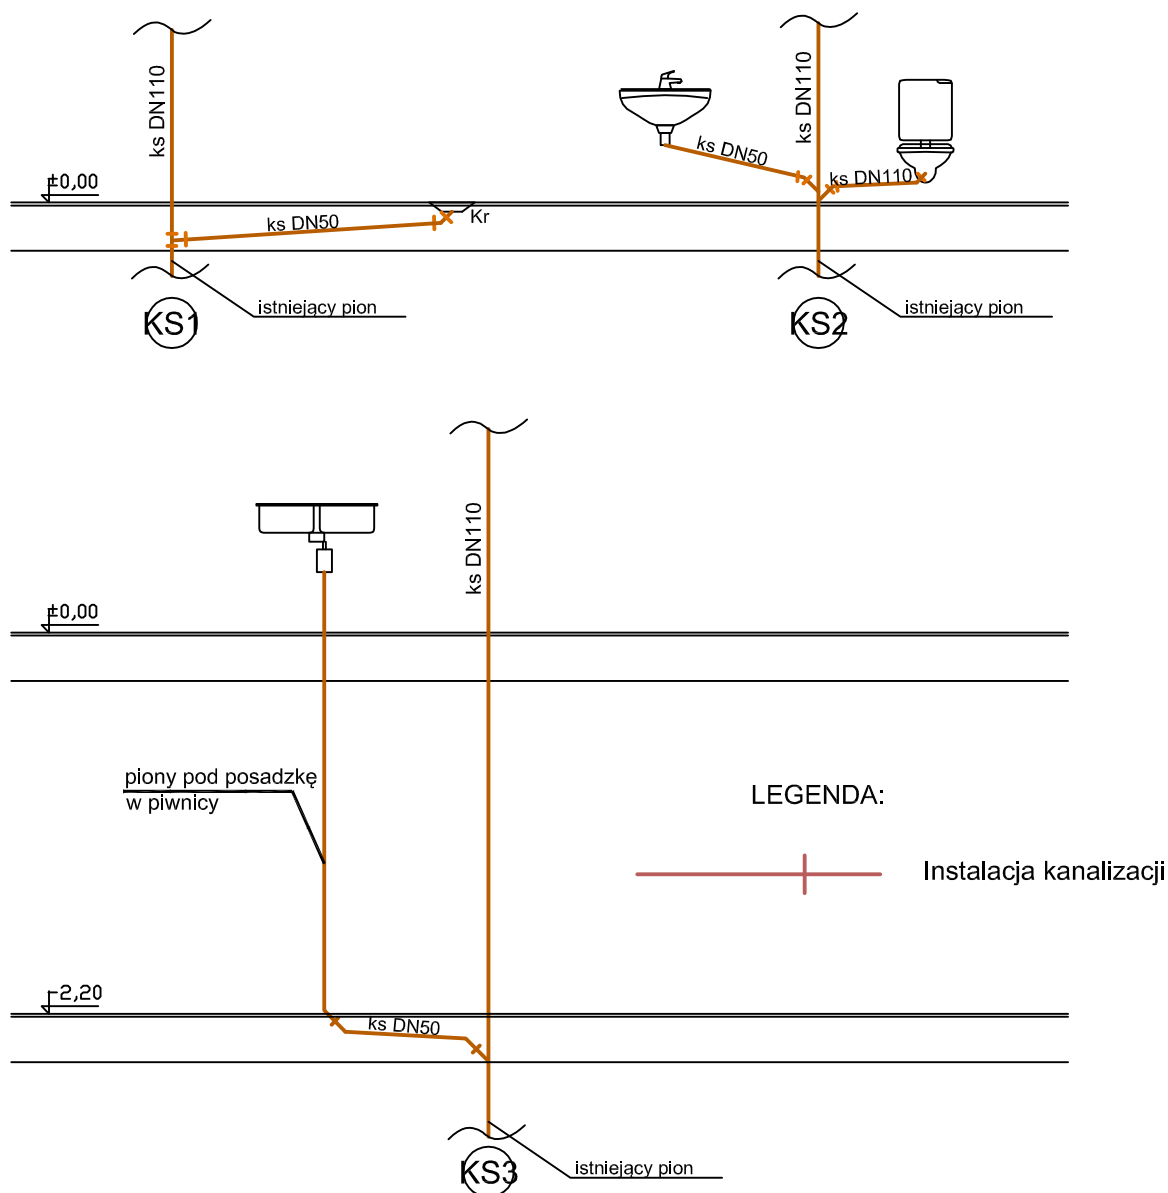 ks DN110
ks DN110
ks DN50
ks DN110
±0,00
ks DN50
Kr
istniejący pion
istniejący pion
KS1
KS2
ks DN110
±0,00
piony pod posadzkę
w piwnicy
LEGENDA:
Instalacja kanalizacji
-2,20
ks DN50
istniejący pion
KS3